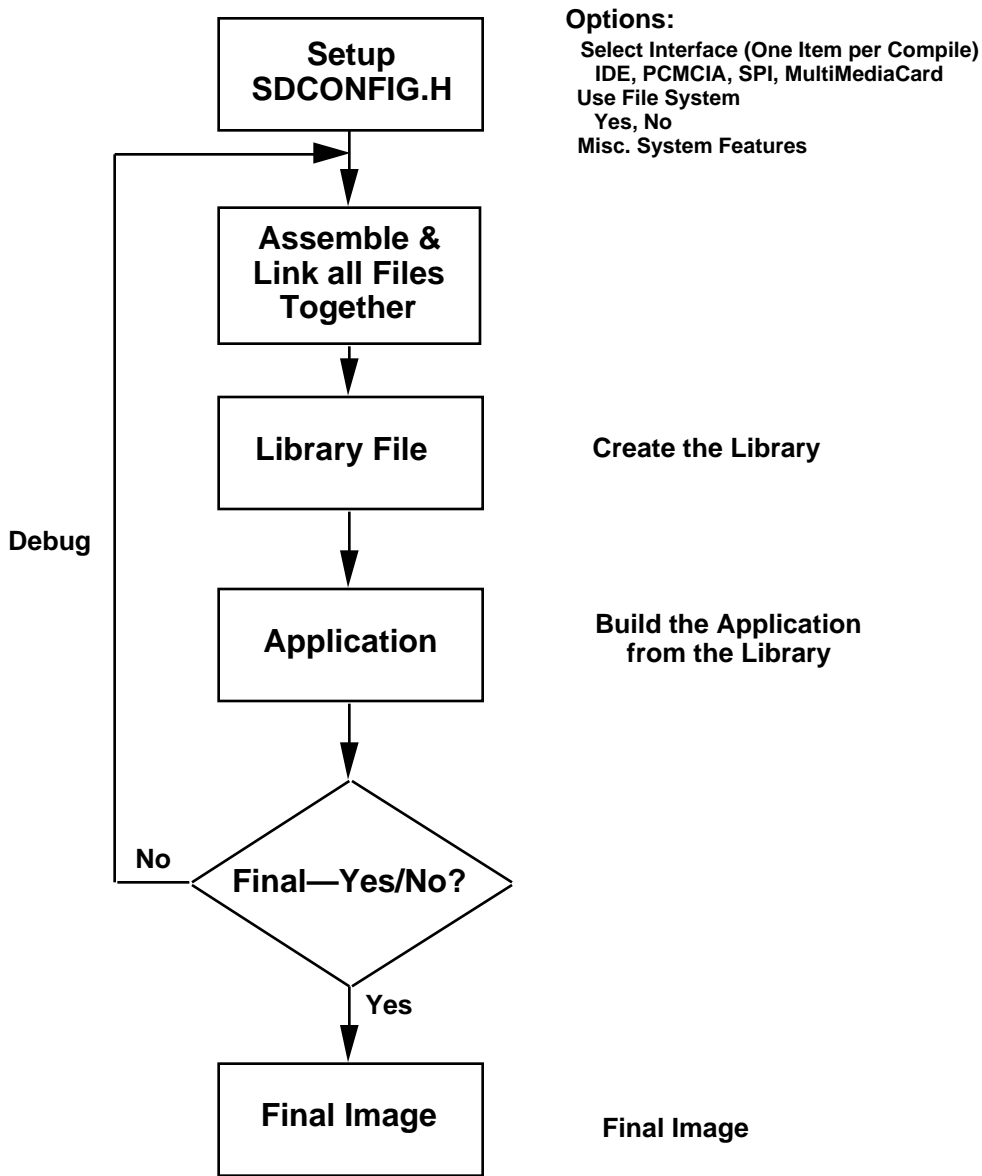 Setup
SDCONFIG.H
Options:
Select Interface (One Item per Compile)
IDE, PCMCIA, SPI, MultiMediaCard
Use File System
Yes, No
Misc. System Features
Assemble &
Link all Files
Together
Library File
Create the Library
Debug
Application
Build the Application
from the Library
No
Final—Yes/No?
Yes
Final Image
Final Image